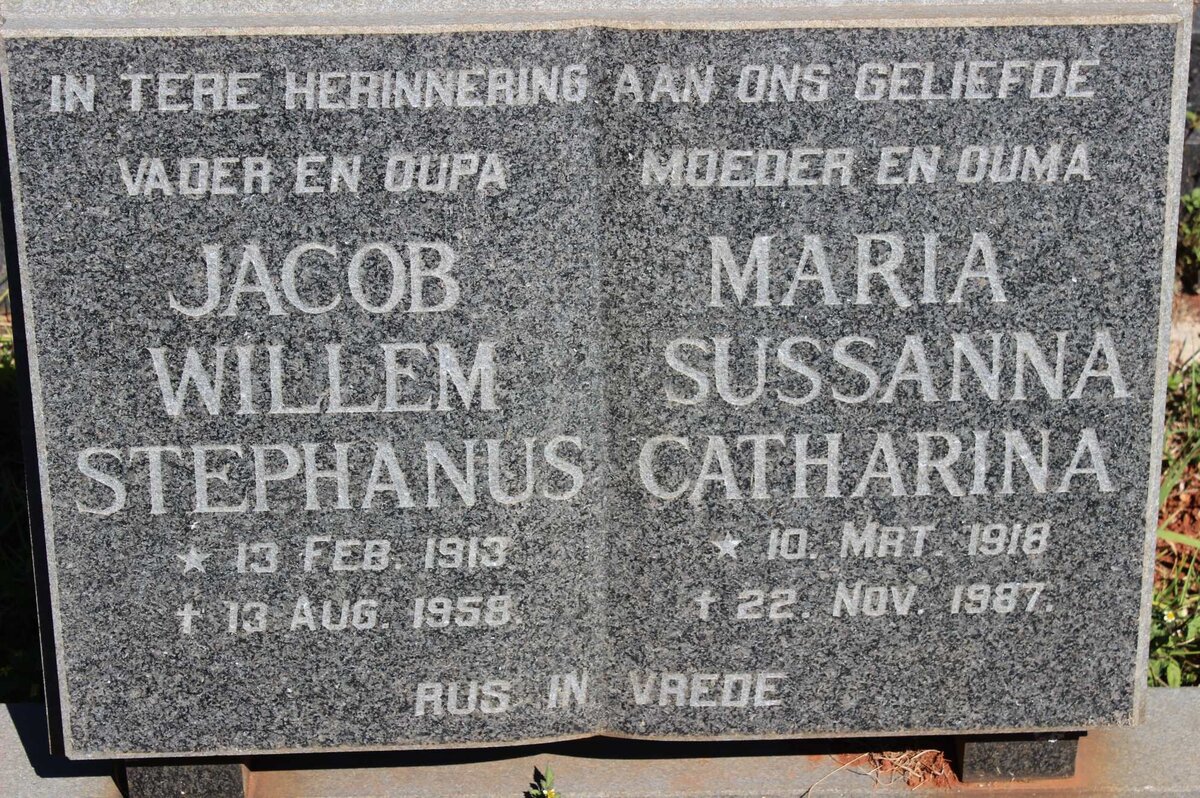 IN TERE HERINNERING AAN ONS GELIEFDE
VADER EN OUPA
JACOB
WILLEM
STEPHANUS
★ 13 FEB. 1913
† 13 AUG. 1958.
MOEDER EN OUMA
MARIA
SUSSANNA
CATHARINA
★ 10. MRT. 1918
† 22. NOV. 1987.
RUS IN VREDE